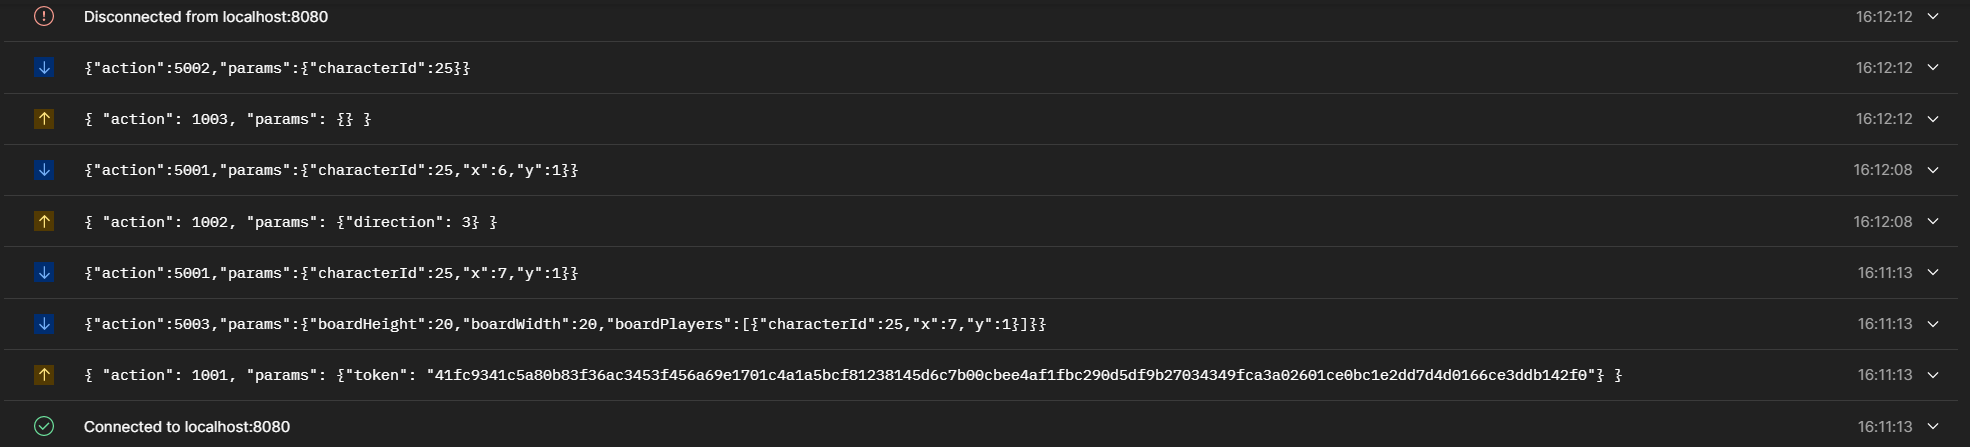 Disconnected from localhost:8080 16:12:12
{"action":5002,"params":{"characterId":25}} 16:12:12
{ "action": 1003, "params": {} } 16:12:12
{"action":5001,"params":{"characterId":25,"x":6,"y":1}} 16:12:08
{ "action": 1002, "params": {"direction": 3} } 16:12:08
{"action":5001,"params":{"characterId":25,"x":7,"y":1}} 16:11:13
{"action":5003,"params":{"boardHeight":20,"boardWidth":20,"boardPlayers":[{"characterId":25,"x":7,"y":1}]}} 16:11:13
{ "action": 1001, "params": {"token": "41fc9341c5a80b83f36ac3453f456a69e1701c4a1a5bcf81238145d6c7b00cbee4af1fbc290d5df9b27034349fca3a02601ce0bc1e2dd7d4d0166ce3ddb142f0"} } 16:11:13
Connected to localhost:8080 16:11:13